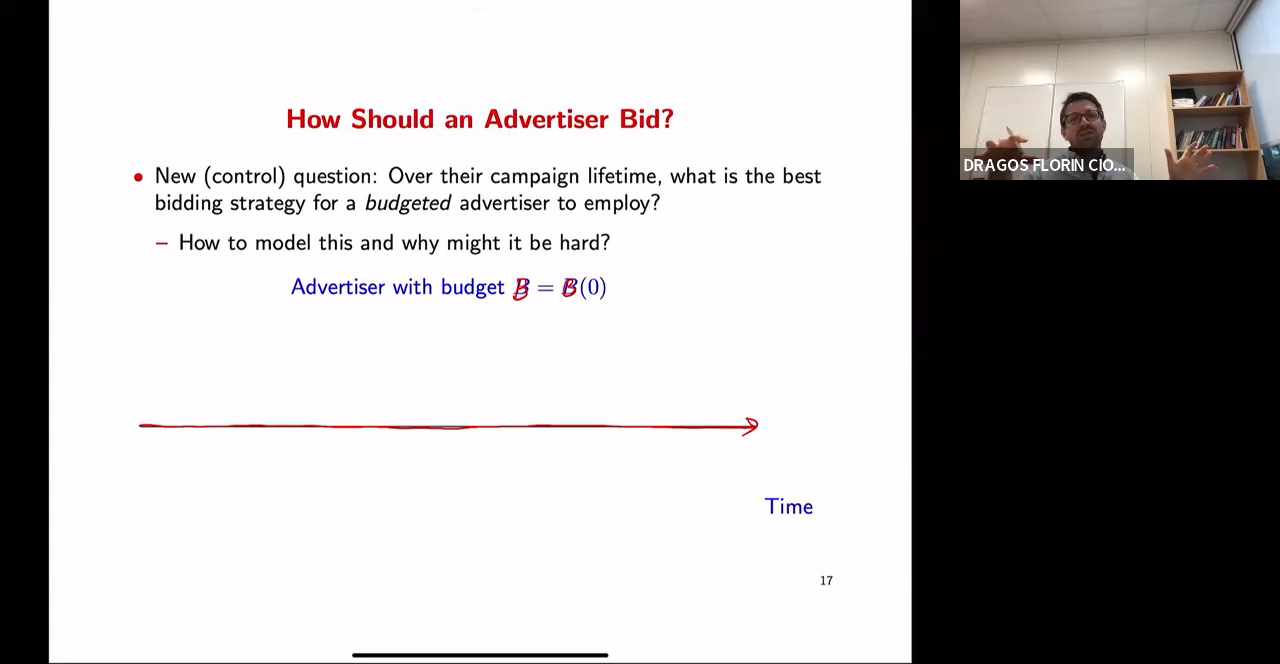 How Should an Advertiser Bid?
• New (control) question: Over their campaign lifetime, what is the best
bidding strategy for a budgeted advertiser to employ?
– How to model this and why might it be hard?
Advertiser with budget B = B(0)
Time
17
DRAGOS FLORIN CIO...